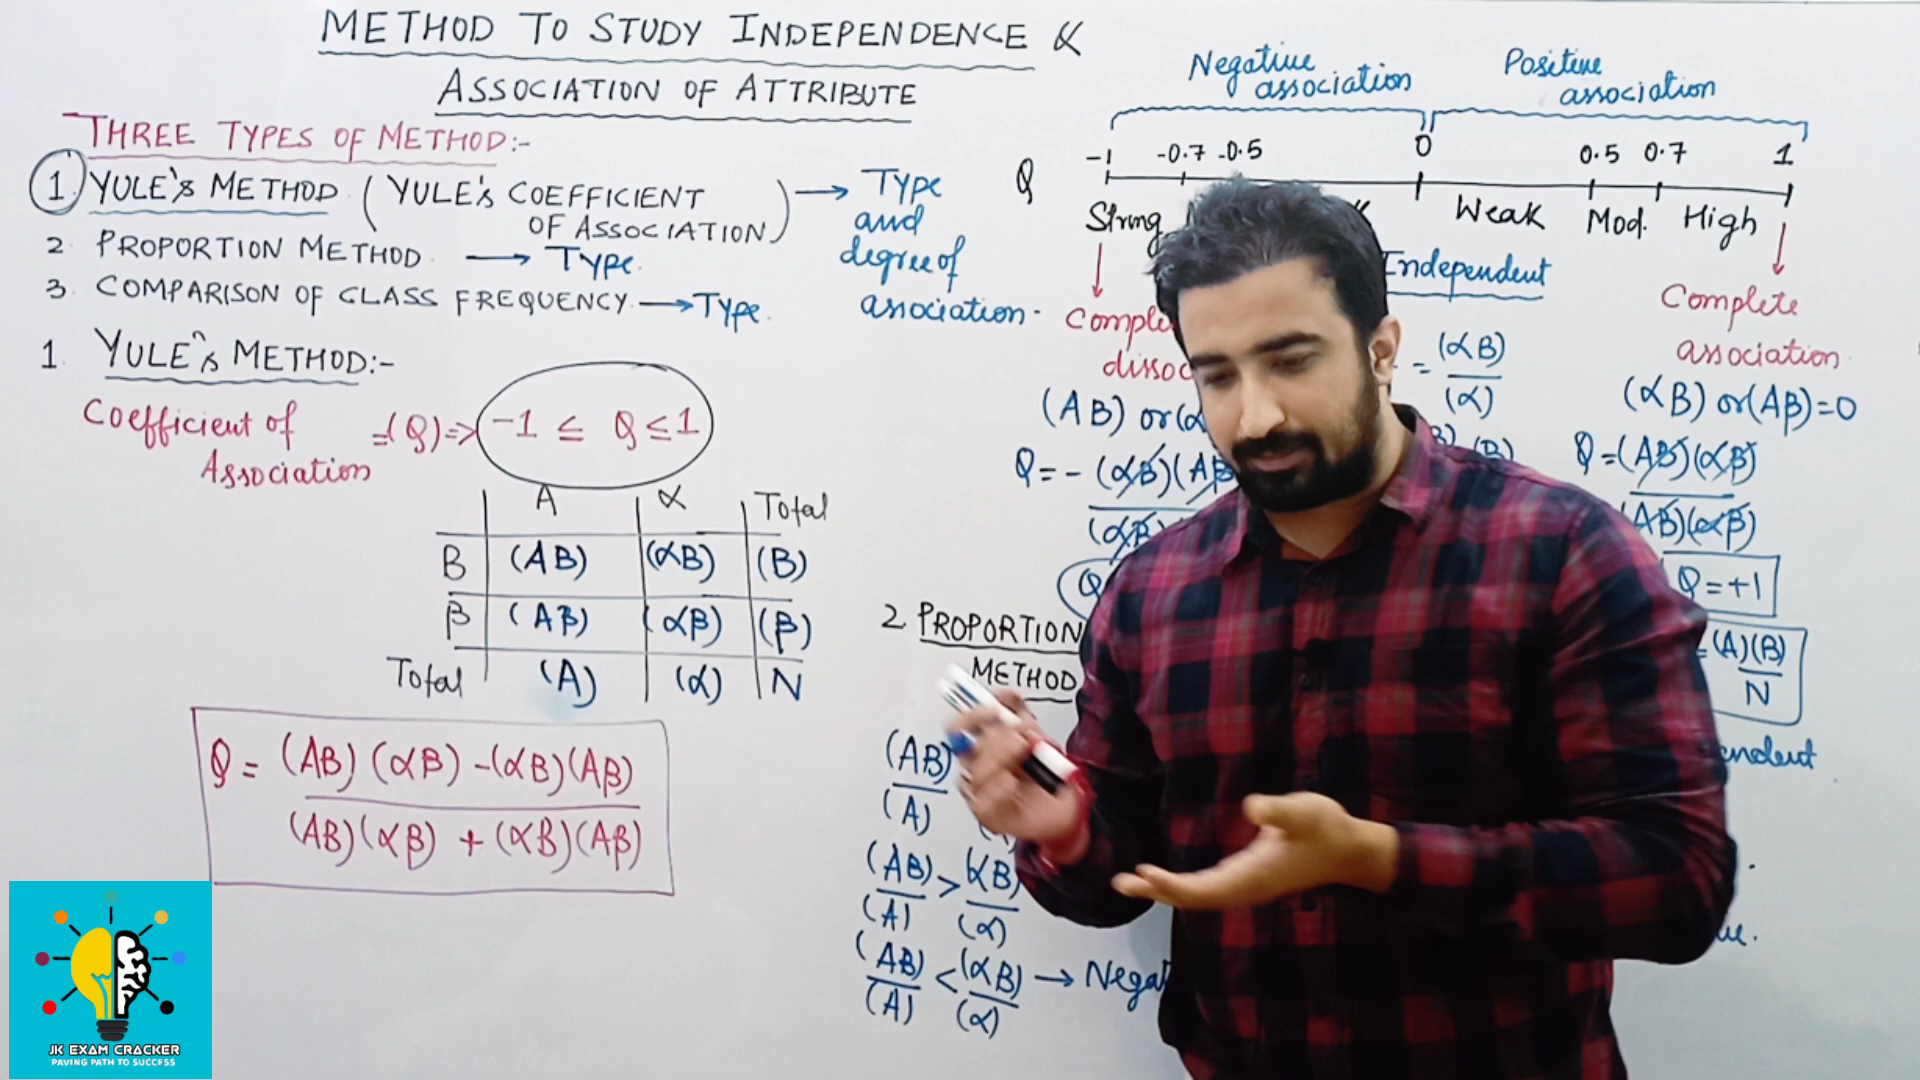 METHOD TO STUDY INDEPENDENCE &
ASSOCIATION OF ATTRIBUTE
THREE TYPES OF METHOD:-
1 YULE'S METHOD (YULE'S COEFFICIENT OF ASSOCIATION) → Type and degree of association.
2 PROPORTION METHOD. → Type.
3. COMPARISON OF CLASS FREQUENCY → Type.
1. YULE'S METHOD:-
Coefficient of Association =(Q)=> -1 ≤ Q ≤ 1
A α Total
B (AB) (αB) (B)
β (Aβ) (αβ) (β)
Total (A) (α) N
Q = (AB)(αβ) - (αB)(Aβ)
(AB)(αβ) + (αB)(Aβ)
Negative association
Positive association
Q -1 -0.7 -0.5 0 0.5 0.7 1
Strong Weak Mod. High
Independent
Complete association.
(AB) or
= (αB)
(α)
(αB) or (Aβ)=0
Q = -(αB)(Aβ
Q=(AB)(αβ)
(AB)(αβ)
Q=+1
2. PROPORTION
METHOD
= (A)(B)
N
(AB)
(A)
(AB) > (αB)
(A) (α)
(AB) < (αB) →
(A) (α)
JK EXAM CRACKER
PAVING PATH TO SUCCESS